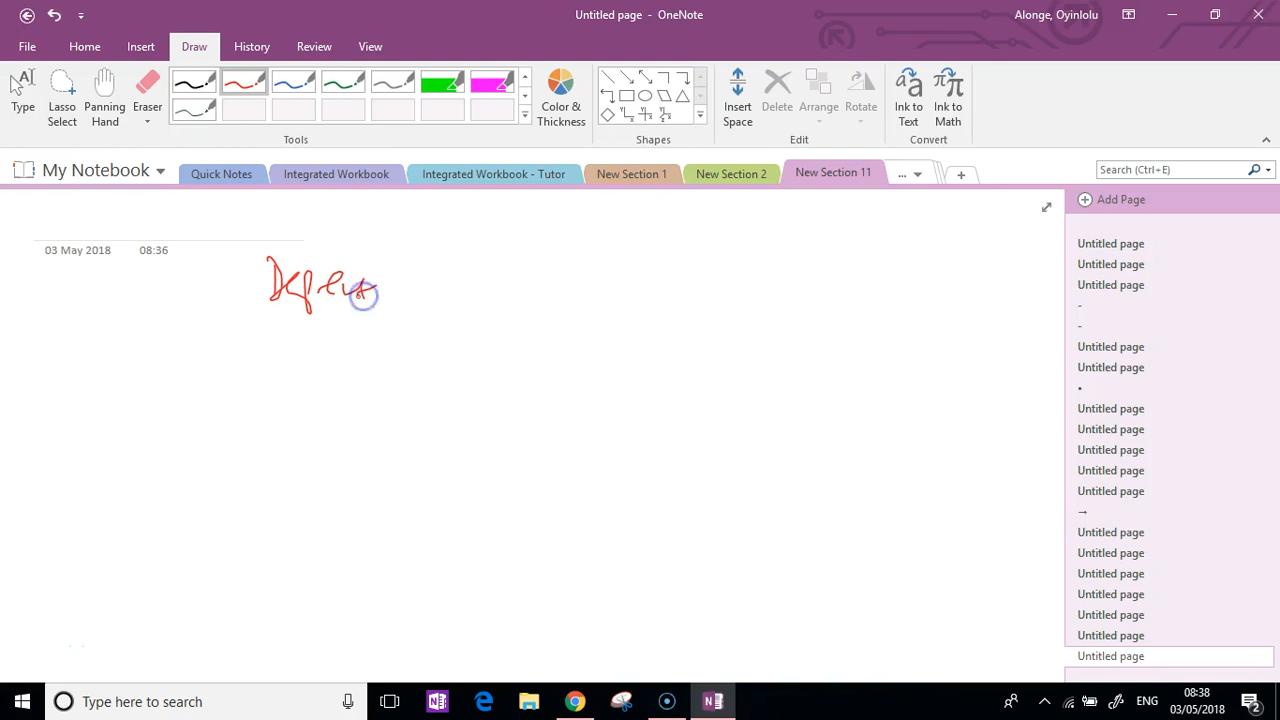 Untitled page - OneNote
Alonge, Oyinlolu
File Home Insert Draw History Review View
Type
Lasso Select
Panning Hand
Eraser
Color & Thickness
Insert Space
Delete
Arrange
Rotate
Ink to Text
Ink to Math
Tools
Shapes
Edit
Convert
My Notebook
Quick Notes
Integrated Workbook
Integrated Workbook - Tutor
New Section 1
New Section 2
New Section 11
...
Search (Ctrl+E)
Add Page
03 May 2018 08:36
Untitled page
Untitled page
Untitled page
-
-
Untitled page
Untitled page
•
Untitled page
Untitled page
Untitled page
Untitled page
Untitled page
→
Untitled page
Untitled page
Untitled page
Untitled page
Untitled page
Untitled page
Untitled page
Type here to search
ENG
08:38
03/05/2018
2